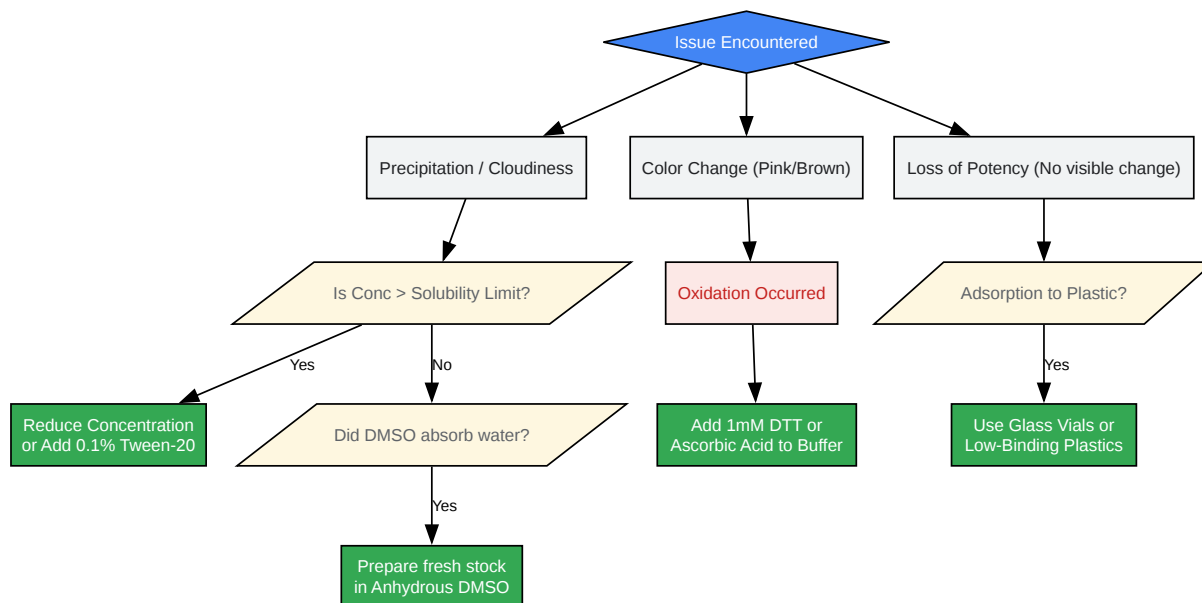 Issue Encountered
Precipitation / Cloudiness
Color Change (Pink/Brown)
Loss of Potency (No visible change)
Is Conc > Solubility Limit?
Oxidation Occurred
Adsorption to Plastic?
Yes
No
Yes
Reduce Concentration
or Add 0.1% Tween-20
Did DMSO absorb water?
Add 1mM DTT or
Ascorbic Acid to Buffer
Use Glass Vials or
Low-Binding Plastics
Yes
Prepare fresh stock
in Anhydrous DMSO